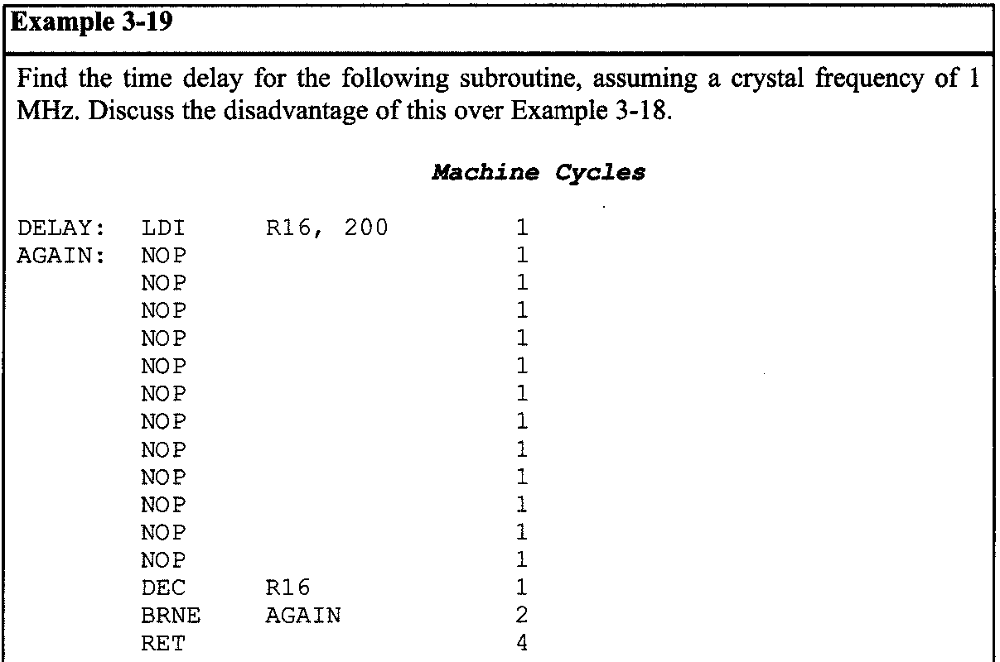 Example 3-19
Find the time delay for the following subroutine, assuming a crystal frequency of 1
MHz. Discuss the disadvantage of this over Example 3-18.
Machine Cycles
DELAY: LDI R16, 200 1
AGAIN: NOP 1
NOP 1
NOP 1
NOP 1
NOP 1
NOP 1
NOP 1
NOP 1
NOP 1
NOP 1
NOP 1
NOP 1
DEC R16 1
BRNE AGAIN 2
RET 4